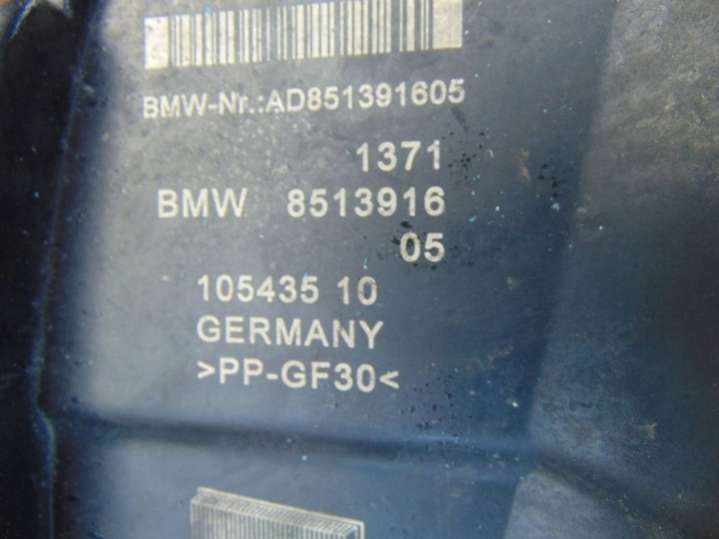 BMW-Nr.:AD851391605
1371
BMW 8513916
05
105435 10
GERMANY
>PP-GF30<